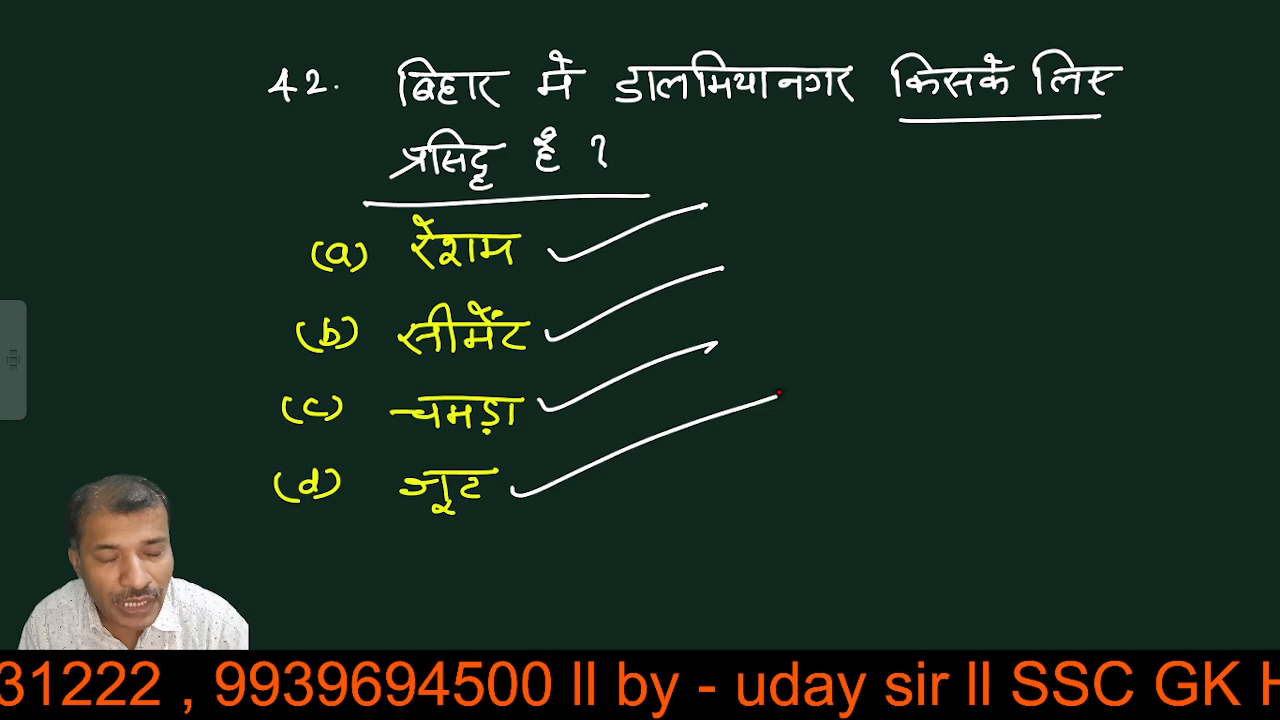 42. बिहार में डालमियानगर किसके लिए
प्रसिद्ध है ?
(a) रेशम
(b) सीमेंट
(c) चमड़ा
(d) जूट
31222 , 9939694500 ll by - uday sir ll SSC GK H